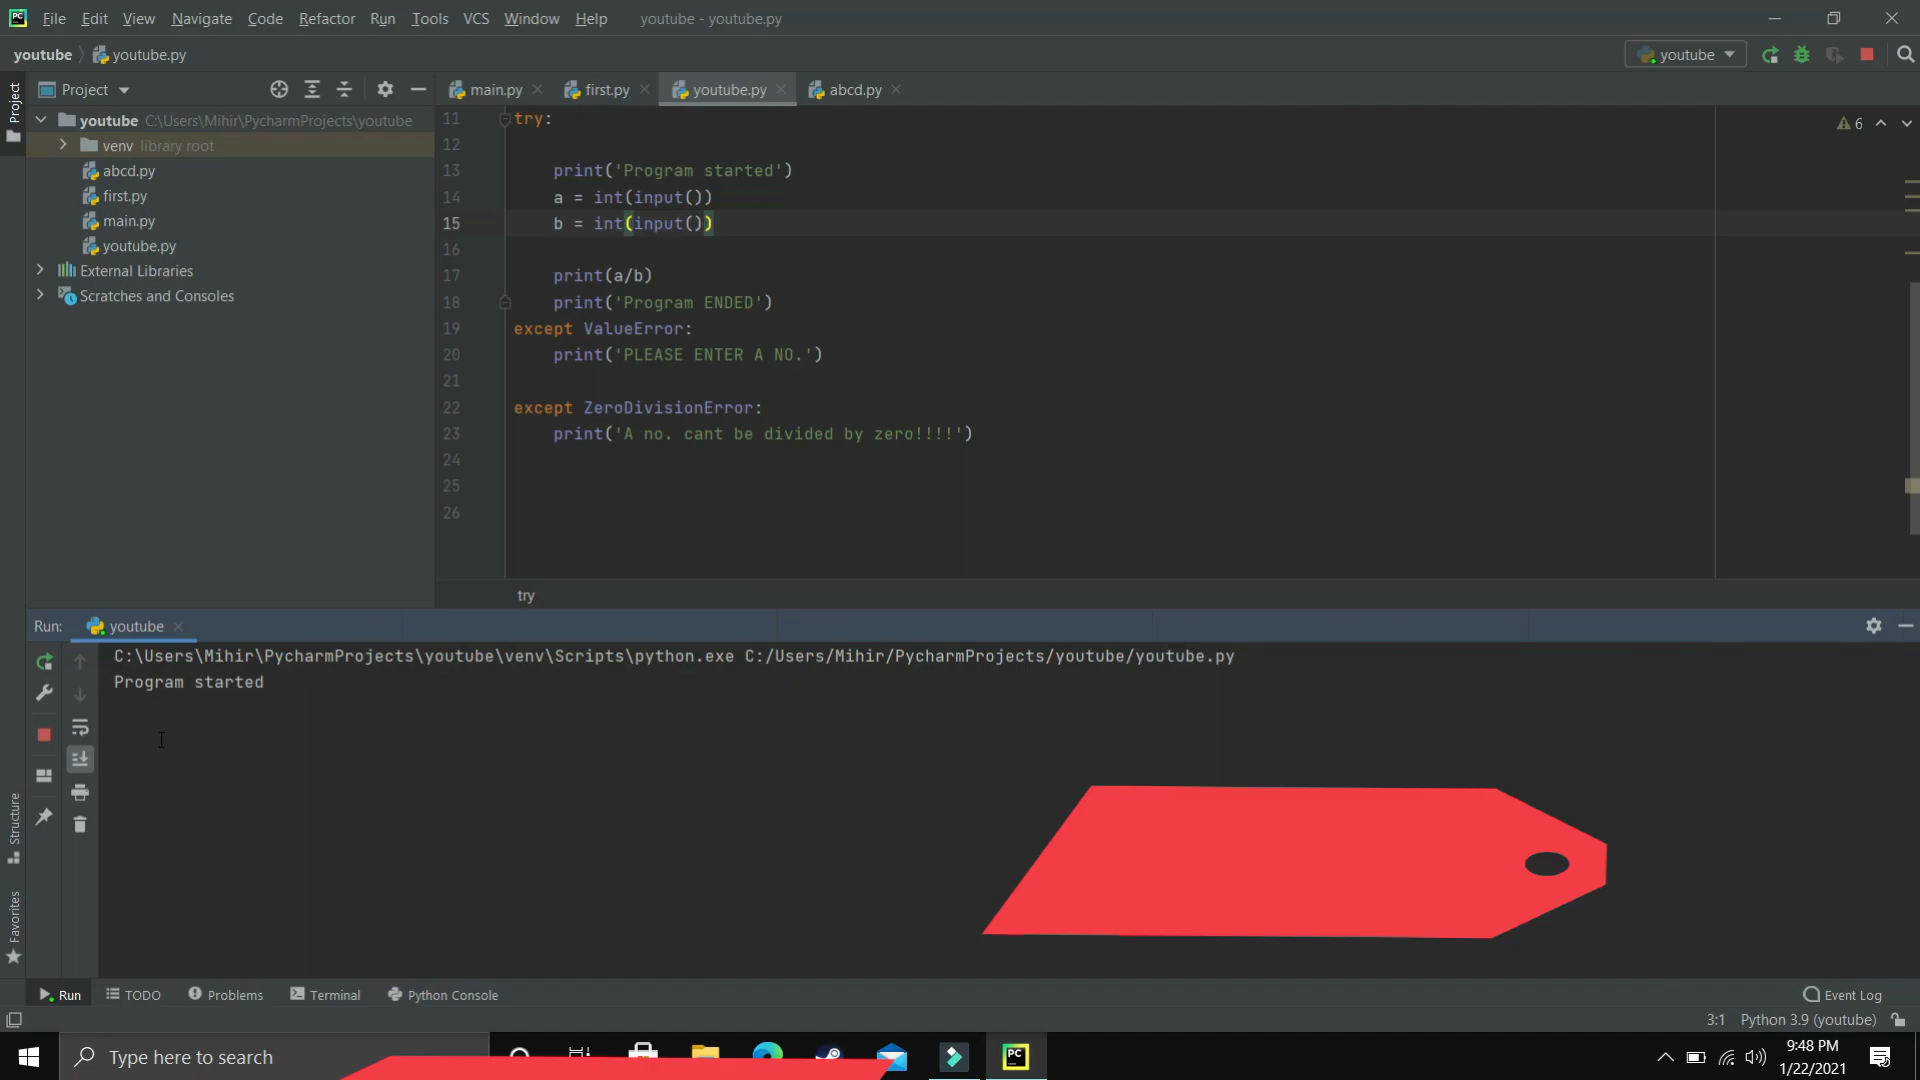 File Edit View Navigate Code Refactor Run Tools VCS Window Help youtube - youtube.py
youtube youtube.py
youtube
Project
Project
main.py
first.py
youtube.py
abcd.py
youtube C:\Users\Mihir\PycharmProjects\youtube
venv library root
abcd.py
first.py
main.py
youtube.py
External Libraries
Scratches and Consoles
6
11 try:
12
13 print('Program started')
14 a = int(input())
15 b = int(input())
16
17 print(a/b)
18 print('Program ENDED')
19 except ValueError:
20 print('PLEASE ENTER A NO.')
21
22 except ZeroDivisionError:
23 print('A no. cant be divided by zero!!!!')
24
25
26
try
Run: youtube
C:\Users\Mihir\PycharmProjects\youtube\venv\Scripts\python.exe C:/Users/Mihir/PycharmProjects/youtube/youtube.py
Program started
Structure
Favorites
Run TODO Problems Terminal Python Console
Event Log
3:1 Python 3.9 (youtube)
Type here to search
PC
9:48 PM
1/22/2021